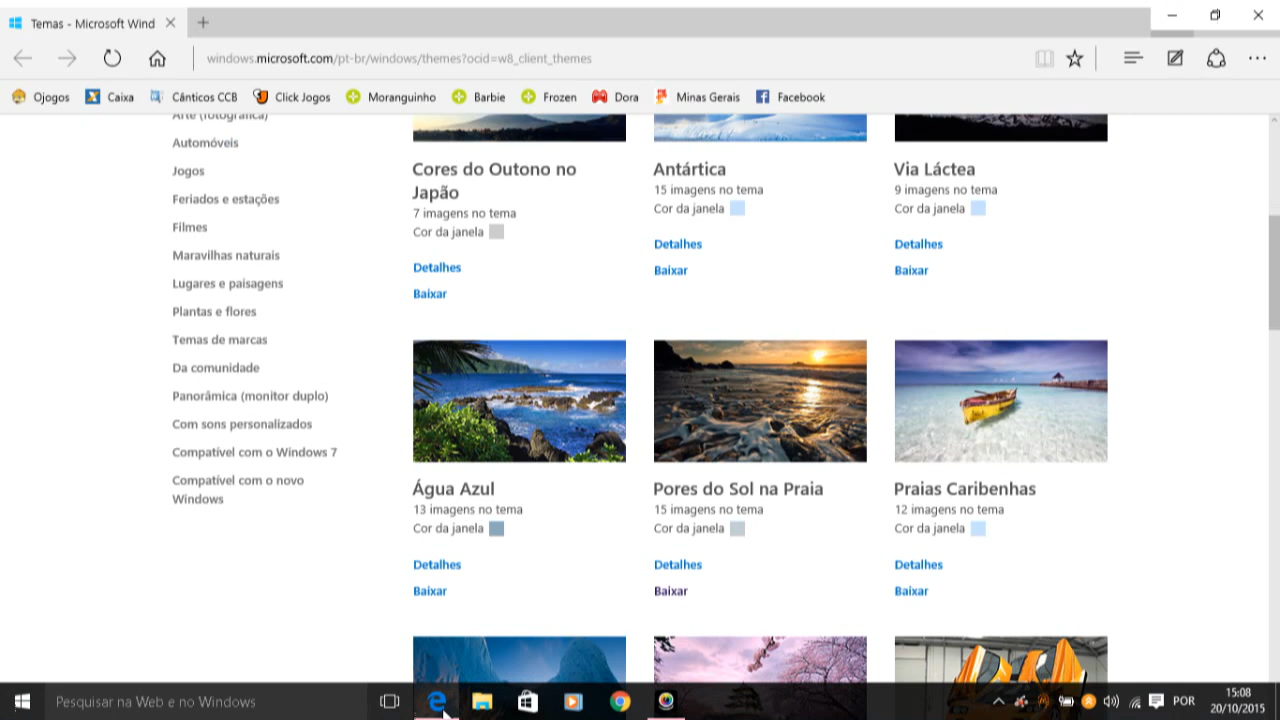 Temas - Microsoft Wind
windows.microsoft.com/pt-br/windows/themes?ocid=w8_client_themes
Ojogos Caixa Cânticos CCB Click Jogos Moranguinho Barbie Frozen Dora Minas Gerais Facebook
Arte (fotográfica)
Automóveis
Jogos
Feriados e estações
Filmes
Maravilhas naturais
Lugares e paisagens
Plantas e flores
Temas de marcas
Da comunidade
Panorâmica (monitor duplo)
Com sons personalizados
Compatível com o Windows 7
Compatível com o novo
Windows
Cores do Outono no
Japão
7 imagens no tema
Cor da janela
Detalhes
Baixar
Antártica
15 imagens no tema
Cor da janela
Detalhes
Baixar
Via Láctea
9 imagens no tema
Cor da janela
Detalhes
Baixar
Água Azul
13 imagens no tema
Cor da janela
Detalhes
Baixar
Pores do Sol na Praia
15 imagens no tema
Cor da janela
Detalhes
Baixar
Praias Caribenhas
12 imagens no tema
Cor da janela
Detalhes
Baixar
Pesquisar na Web e no Windows
POR
15:08
20/10/2015